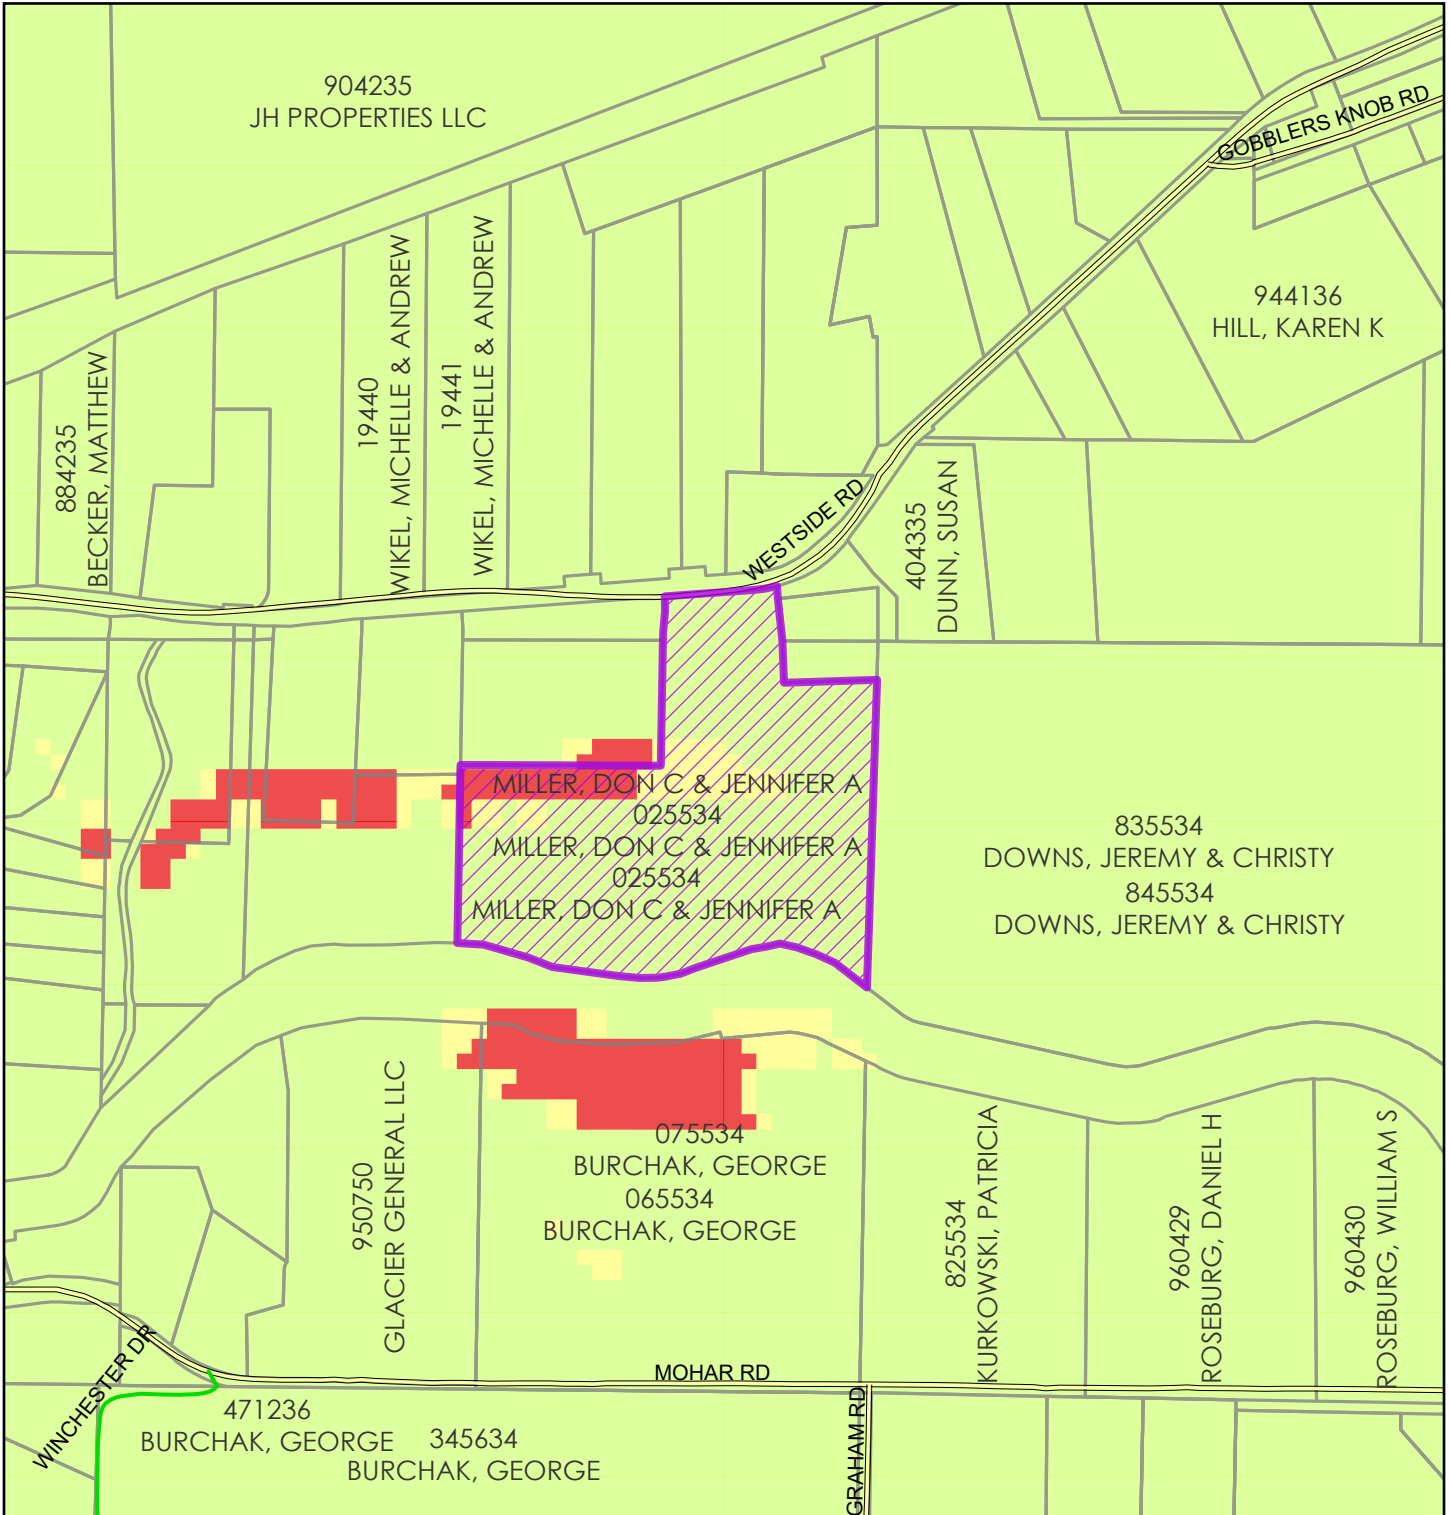 904235
JH PROPERTIES LLC
GOBBLERS KNOB RD
944136
HILL, KAREN K
884235
BECKER, MATTHEW
19440
WIKEL, MICHELLE & ANDREW
19441
WIKEL, MICHELLE & ANDREW
WESTSIDE RD
404335
DUNN, SUSAN
MILLER, DON C & JENNIFER A
025534
MILLER, DON C & JENNIFER A
025534
MILLER, DON C & JENNIFER A
835534
DOWNS, JEREMY & CHRISTY
845534
DOWNS, JEREMY & CHRISTY
950750
GLACIER GENERAL LLC
075534
BURCHAK, GEORGE
065534
BURCHAK, GEORGE
825534
KURKOWSKI, PATRICIA
960429
ROSEBURG, DANIEL H
960430
ROSEBURG, WILLIAM S
WINCHESTER DR
MOHAR RD
GRAHAM RD
471236
BURCHAK, GEORGE
345634
BURCHAK, GEORGE